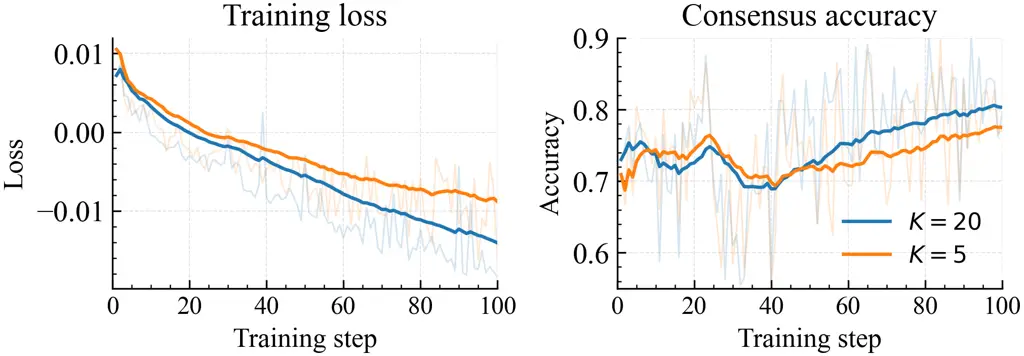 Training loss
Loss
0.01
0.00
−0.01
0 20 40 60 80 100
Training step
Consensus accuracy
Accuracy
0.9
0.8
0.7
0.6
K = 20
K = 5
0 20 40 60 80 100
Training step